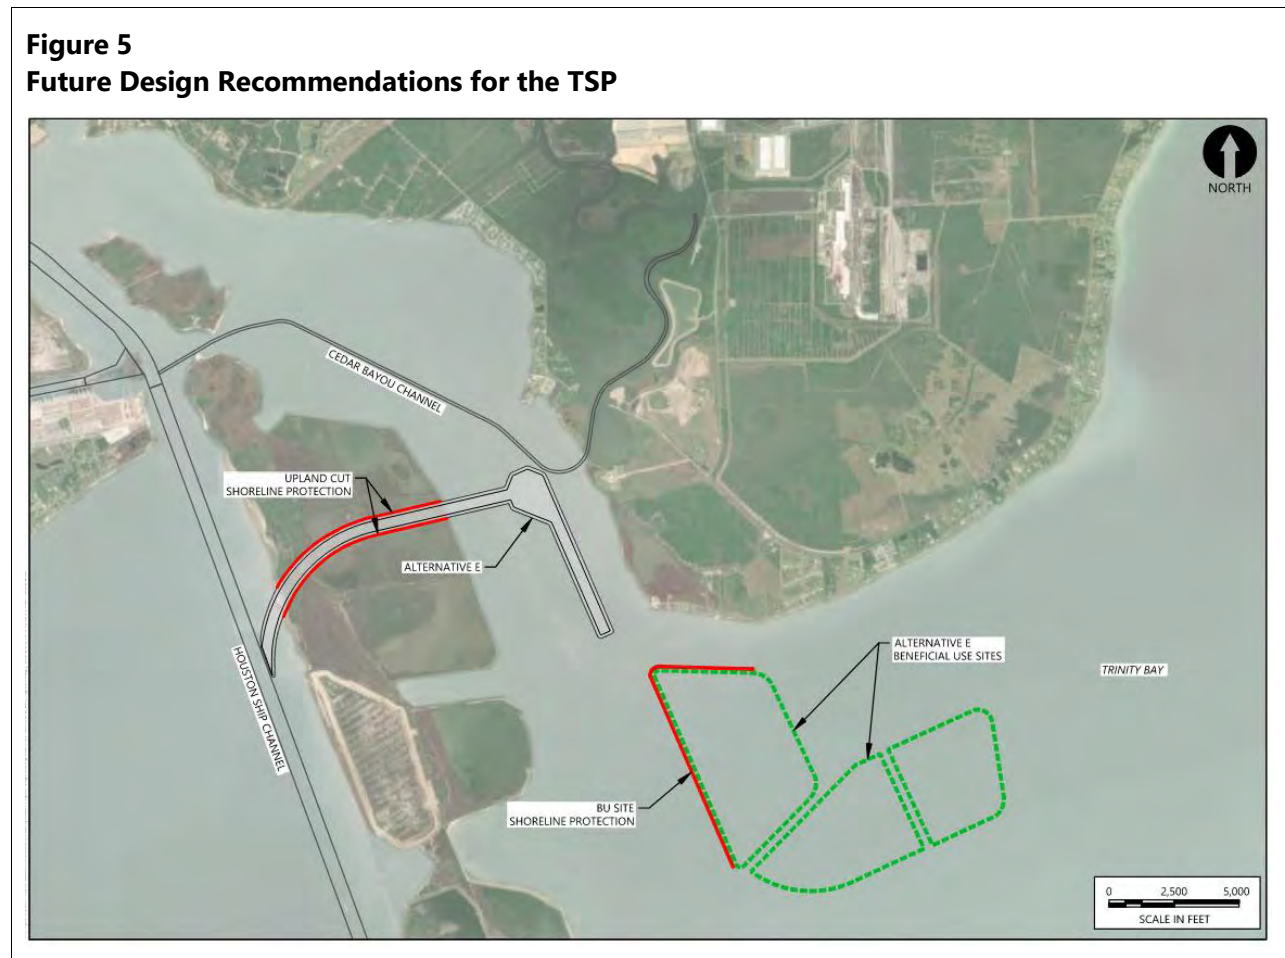 Figure 5
Future Design Recommendations for the TSP
NORTH
CEDAR BAYOU CHANNEL
UPLAND CUT
SHORELINE PROTECTION
ALTERNATIVE E
HOUSTON SHIP CHANNEL
ALTERNATIVE E
BENEFICIAL USE SITES
TRINITY BAY
BU SITE
SHORELINE PROTECTION
0 2,500 5,000
SCALE IN FEET